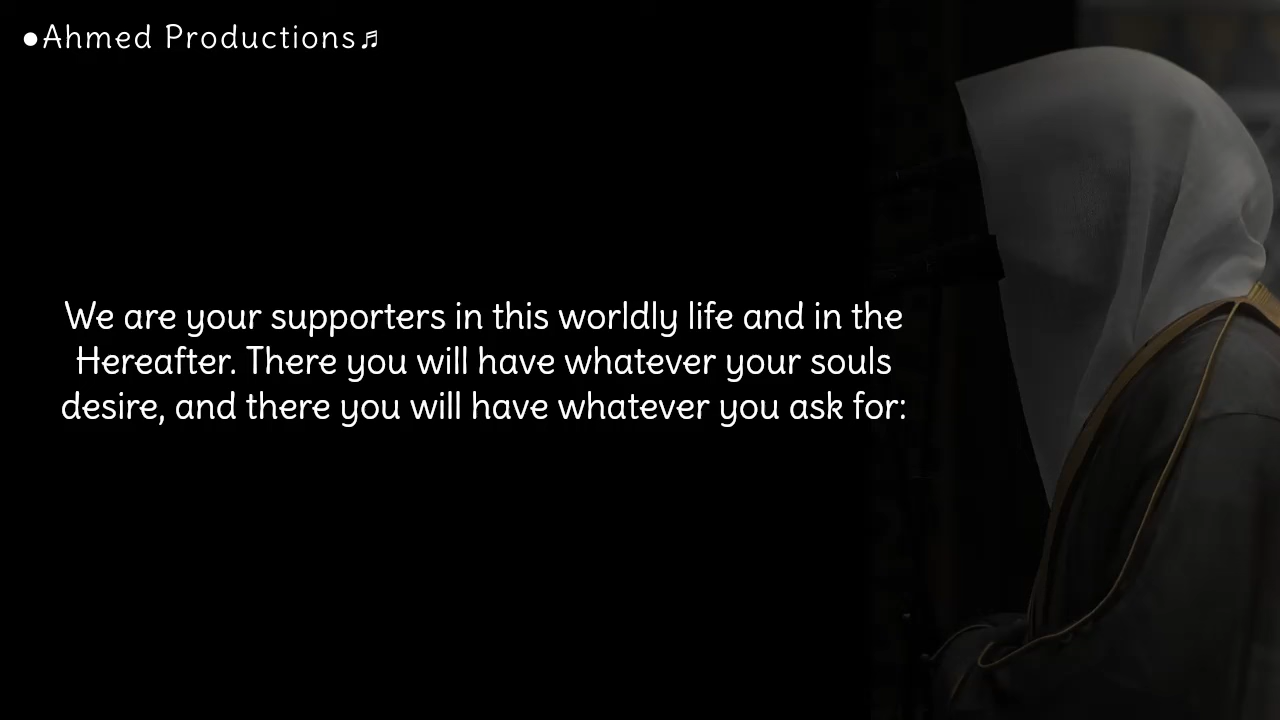 ●Ahmed Productions♬
We are your supporters in this worldly life and in the
Hereafter. There you will have whatever your souls
desire, and there you will have whatever you ask for: